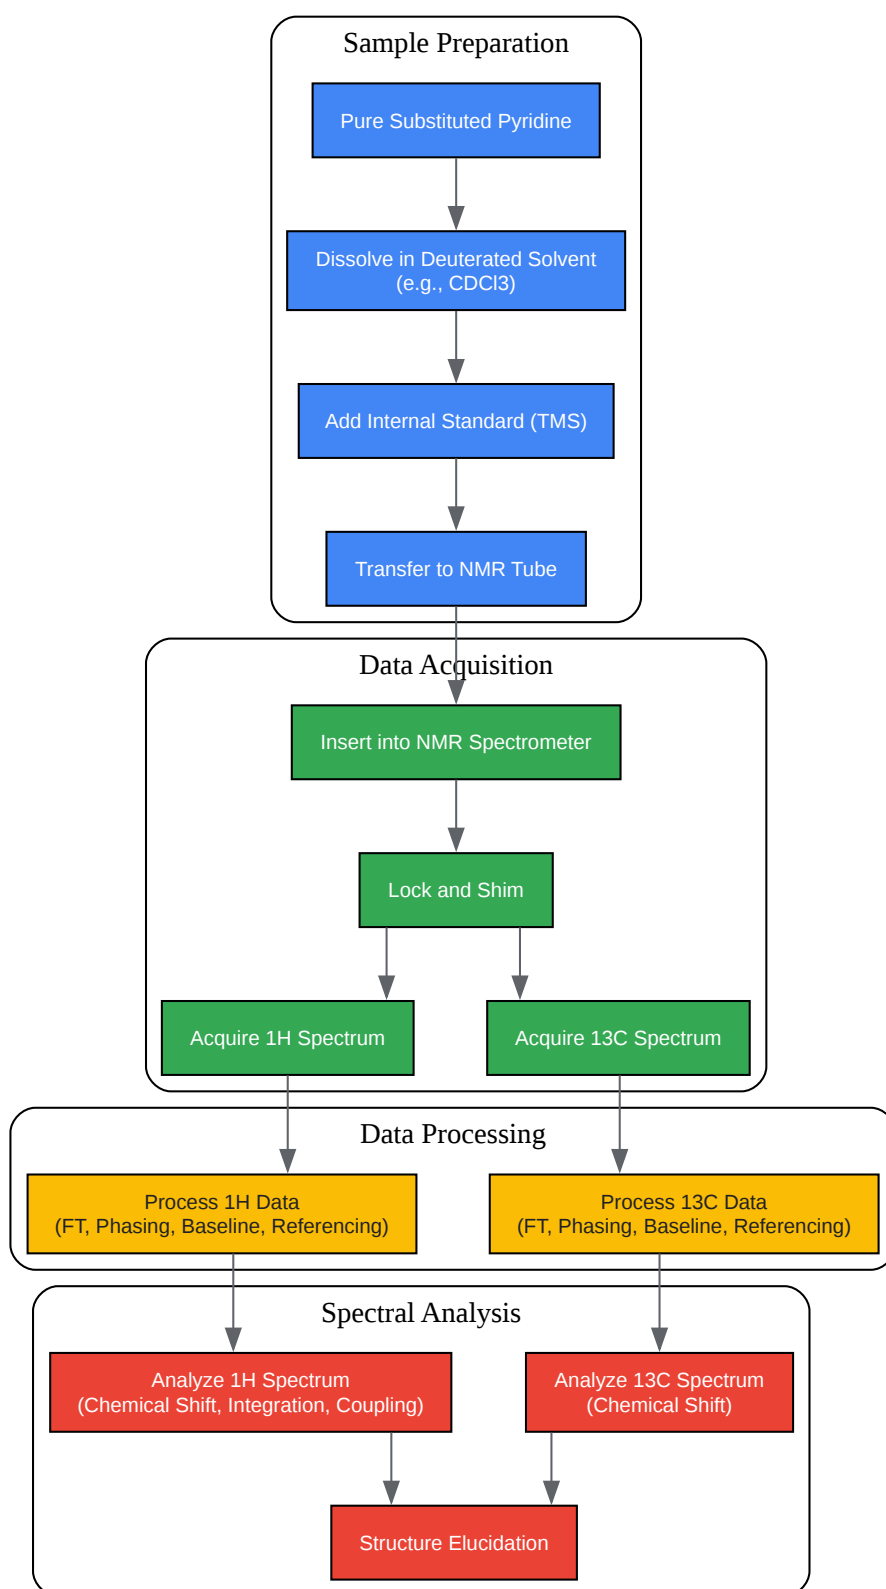 Sample Preparation
Pure Substituted Pyridine
Dissolve in Deuterated Solvent
(e.g., CDCl3)
Add Internal Standard (TMS)
Transfer to NMR Tube
Data Acquisition
Insert into NMR Spectrometer
Lock and Shim
Acquire 1H Spectrum
Acquire 13C Spectrum
Data Processing
Process 1H Data
(FT, Phasing, Baseline, Referencing)
Process 13C Data
(FT, Phasing, Baseline, Referencing)
Spectral Analysis
Analyze 1H Spectrum
(Chemical Shift, Integration, Coupling)
Analyze 13C Spectrum
(Chemical Shift)
Structure Elucidation